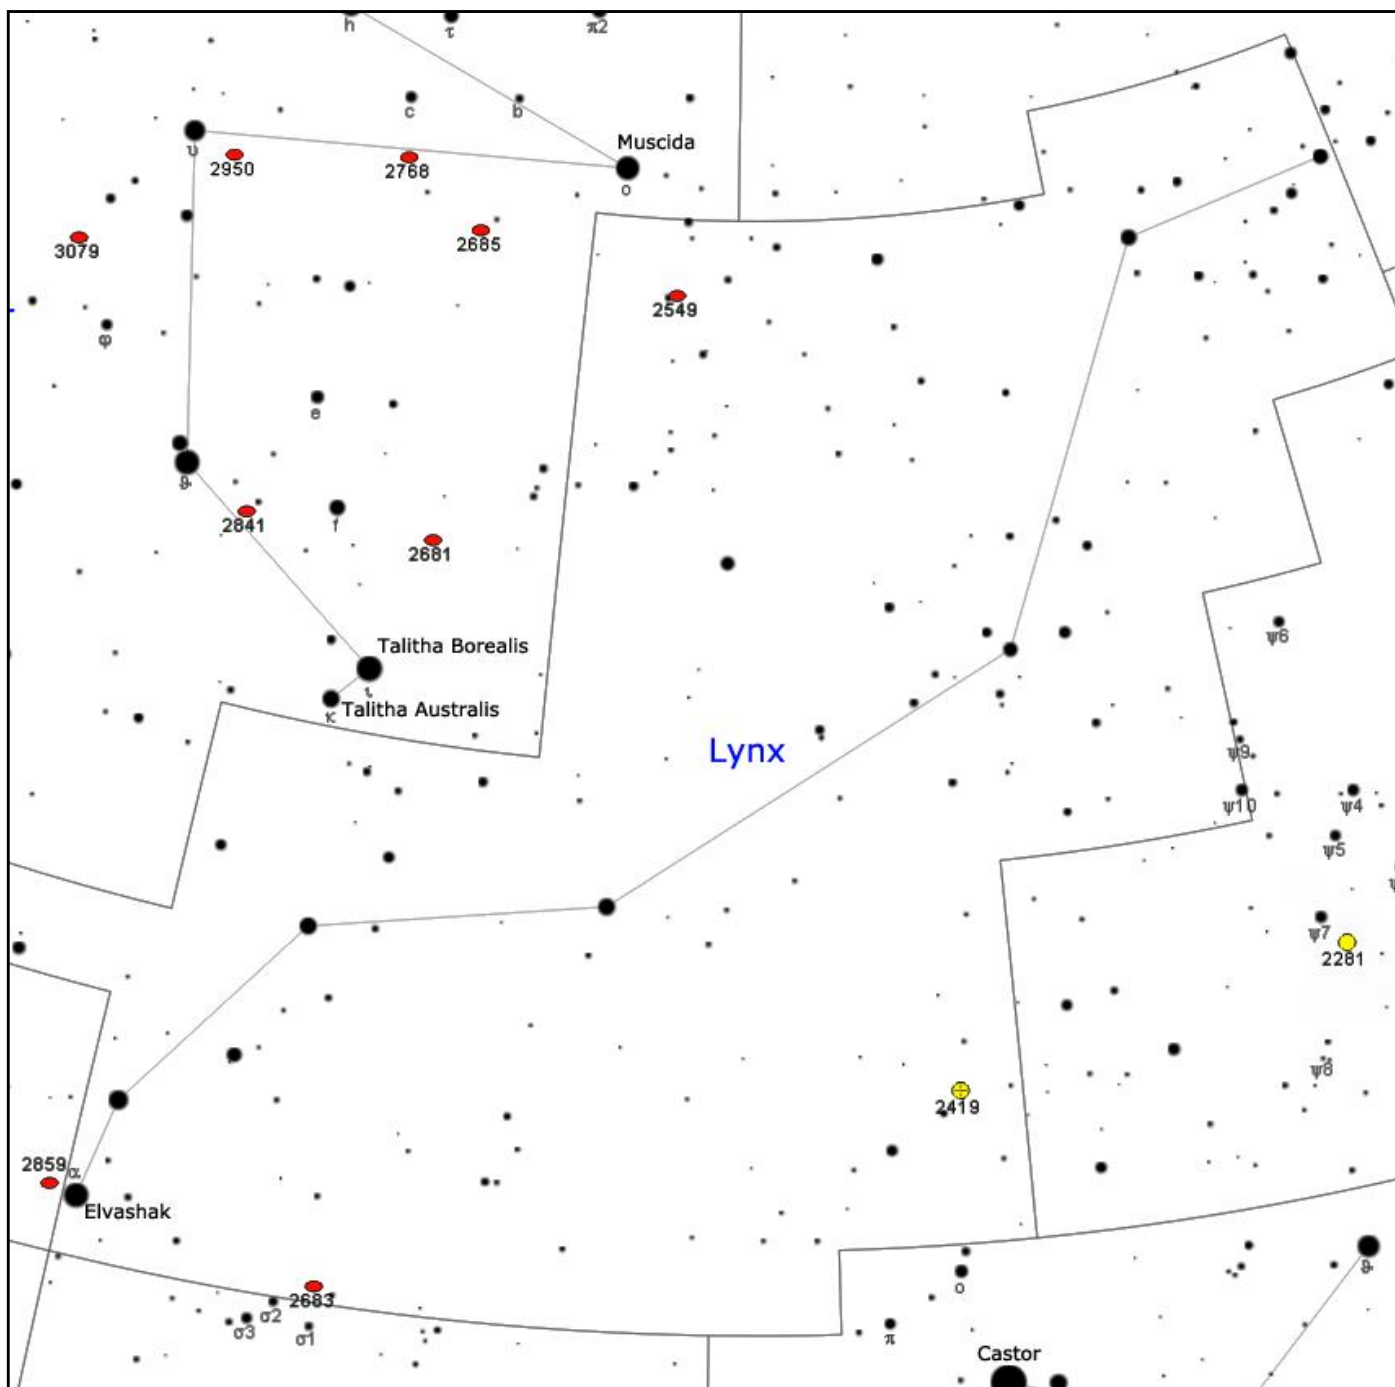 h
τ
π2
c
b
Muscida
ο
υ
2950
2768
3079
2685
2549
φ
e
θ
2841
f
2681
ψ6
Talitha Borealis
ι
κ
Talitha Australis
Lynx
ψ9
ψ10
ψ4
ψ5
ψ7
2281
ψ8
2419
2859
α
Elvashak
2683
σ2
σ3
σ1
ο
θ
π
Castor